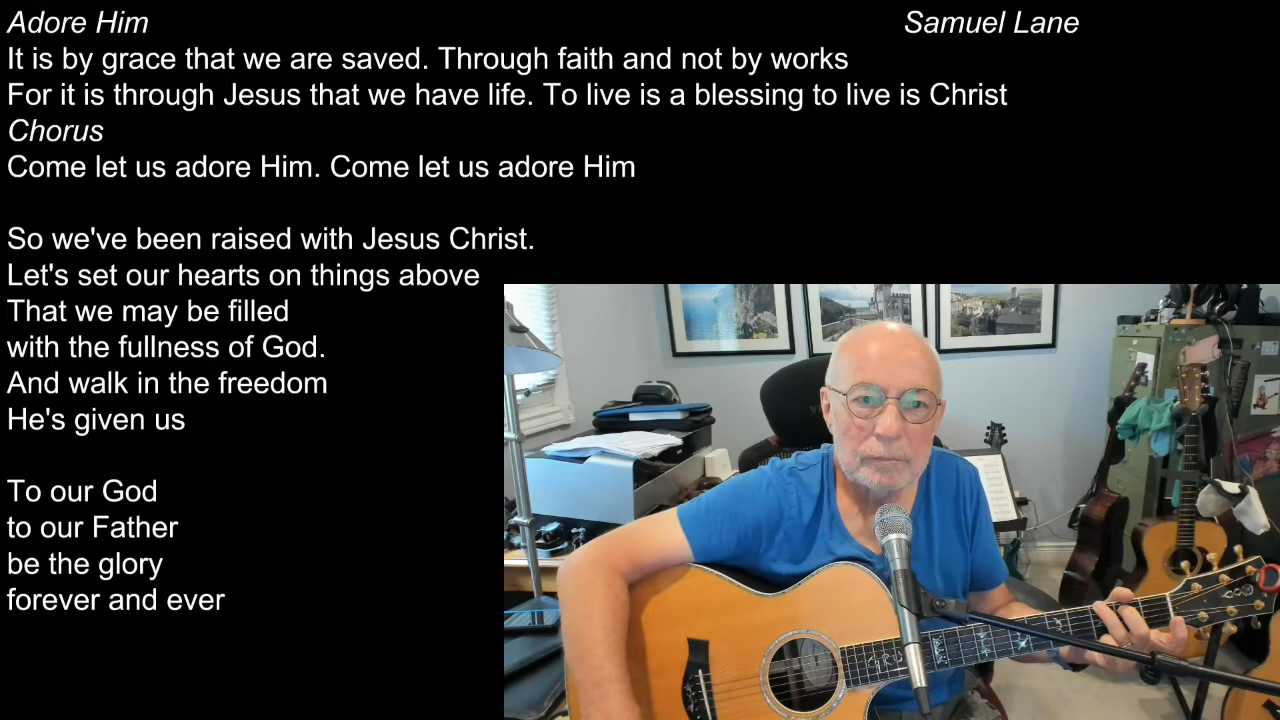 Adore Him Samuel Lane
It is by grace that we are saved. Through faith and not by works
For it is through Jesus that we have life. To live is a blessing to live is Christ
Chorus
Come let us adore Him. Come let us adore Him
So we've been raised with Jesus Christ.
Let's set our hearts on things above
That we may be filled
with the fullness of God.
And walk in the freedom
He's given us
To our God
to our Father
be the glory
forever and ever